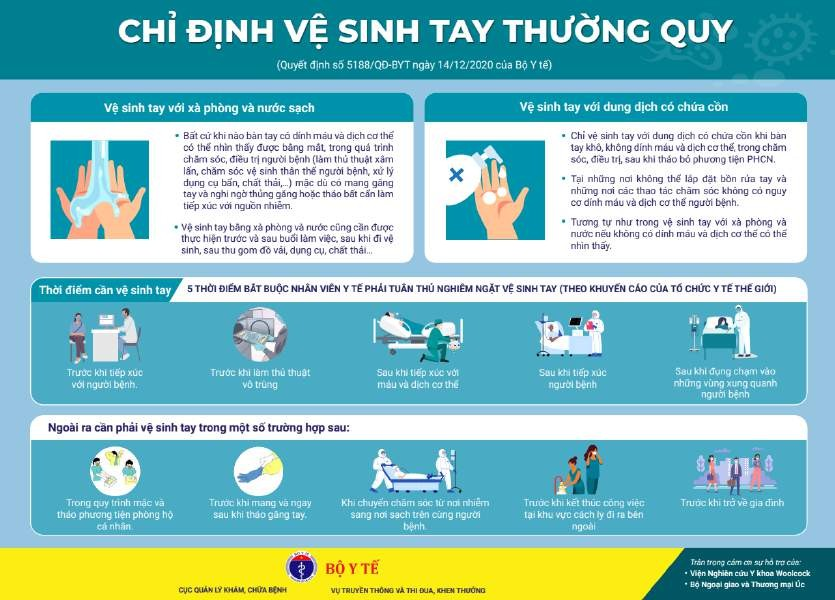 CHỈ ĐỊNH VỆ SINH TAY THƯỜNG QUY
(Quyết định số 5188/QĐ-BYT ngày 14/12/2020 của Bộ Y tế)
Vệ sinh tay với xà phòng và nước sạch
• Bất cứ khi nào bàn tay có dính máu và dịch cơ thể
có thể nhìn thấy được bằng mắt, trong quá trình
chăm sóc, điều trị người bệnh (làm thủ thuật xâm
lấn, chăm sóc vệ sinh thân thể người bệnh, xử lý
dụng cụ bẩn, chất thải,...) mặc dù có mang găng
tay và nghi ngờ thủng găng hoặc tháo bất cẩn làm
tiếp xúc với nguồn nhiễm.
• Vệ sinh tay bằng xà phòng và nước cũng cần được
thực hiện trước và sau buổi làm việc, sau khi đi vệ
sinh, sau thu gom đồ vải, dụng cụ, chất thải...
Vệ sinh tay với dung dịch có chứa cồn
• Chỉ vệ sinh tay với dung dịch có chứa cồn khi bàn
tay khô, không dính máu và dịch cơ thể, trong chăm
sóc, điều trị, sau khi tháo bỏ phương tiện PHCN.
• Tại những nơi không thể lắp đặt bồn rửa tay và
những nơi các thao tác chăm sóc không có nguy
cơ dính máu và dịch cơ thể người bệnh.
• Tương tự như trong vệ sinh tay với xà phòng và
nước nếu không có dính máu và dịch cơ thể có thể
nhìn thấy.
Thời điểm cần vệ sinh tay
5 THỜI ĐIỂM BẮT BUỘC NHÂN VIÊN Y TẾ PHẢI TUÂN THỦ NGHIÊM NGẶT VỆ SINH TAY (THEO KHUYẾN CÁO CỦA TỔ CHỨC Y TẾ THẾ GIỚI)
Trước khi tiếp xúc
với người bệnh.
Trước khi làm thủ thuật
vô trùng
Sau khi tiếp xúc với
máu và dịch cơ thể
Sau khi tiếp xúc
người bệnh
Sau khi đụng chạm vào
những vùng xung quanh
người bệnh
Ngoài ra cần phải vệ sinh tay trong một số trường hợp sau:
Trong quy trình mặc và
tháo phương tiện phòng hộ
cá nhân.
Trước khi mang và ngay
sau khi tháo găng tay.
Khi chuyển chăm sóc từ nơi nhiễm
sang nơi sạch trên cùng người
bệnh.
Trước khi kết thúc công việc
tại khu vực cách ly đi ra bên
ngoài
Trước khi trở về gia đình
BỘ Y TẾ
CỤC QUẢN LÝ KHÁM, CHỮA BỆNH
VỤ TRUYỀN THÔNG VÀ THI ĐUA, KHEN THƯỞNG
Trân trọng cảm ơn sự hỗ trợ của:
• Viện Nghiên cứu Y khoa Woolcock
• Bộ Ngoại giao và Thương mại Úc